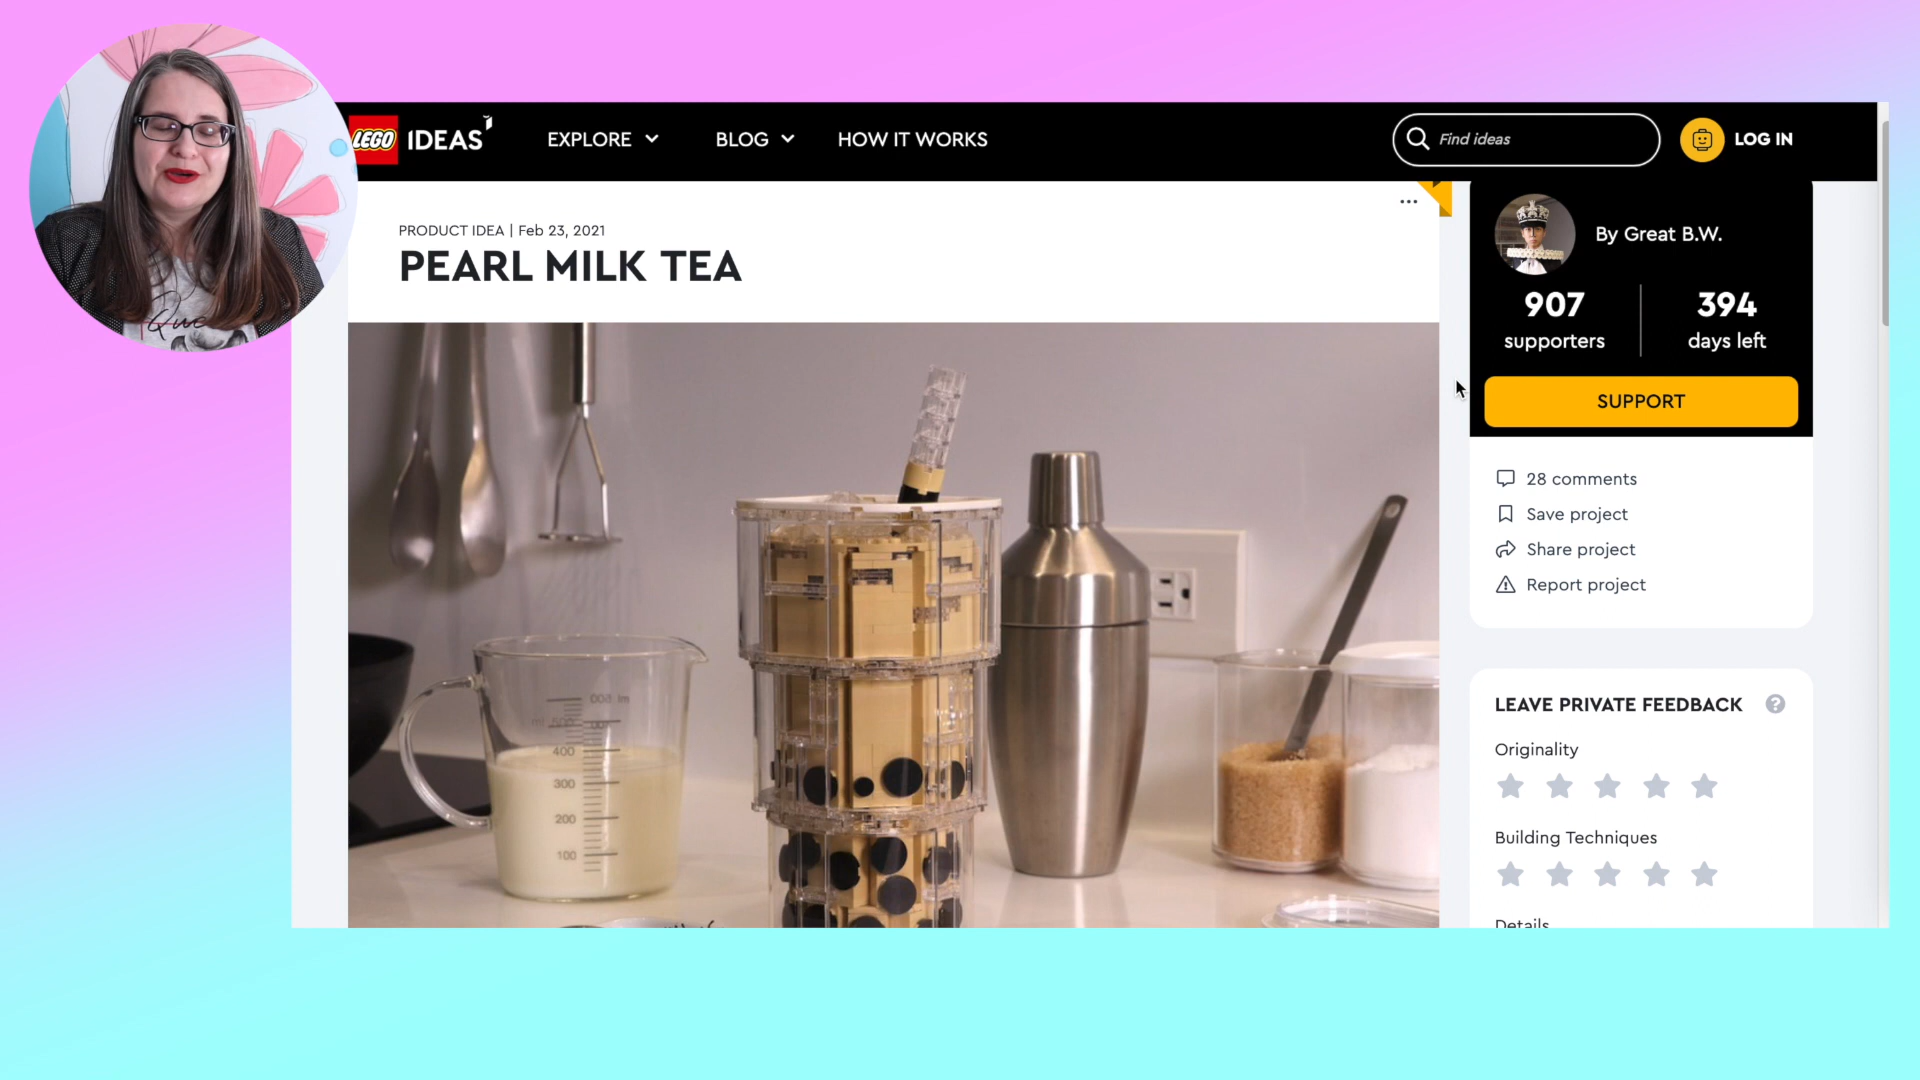 LEGO IDEAS
EXPLORE
BLOG
HOW IT WORKS
Find ideas
LOG IN
PRODUCT IDEA | Feb 23, 2021
PEARL MILK TEA
By Great B.W.
907
supporters
394
days left
SUPPORT
28 comments
Save project
Share project
Report project
LEAVE PRIVATE FEEDBACK
?
Originality
Building Techniques
Details
400
300
200
100